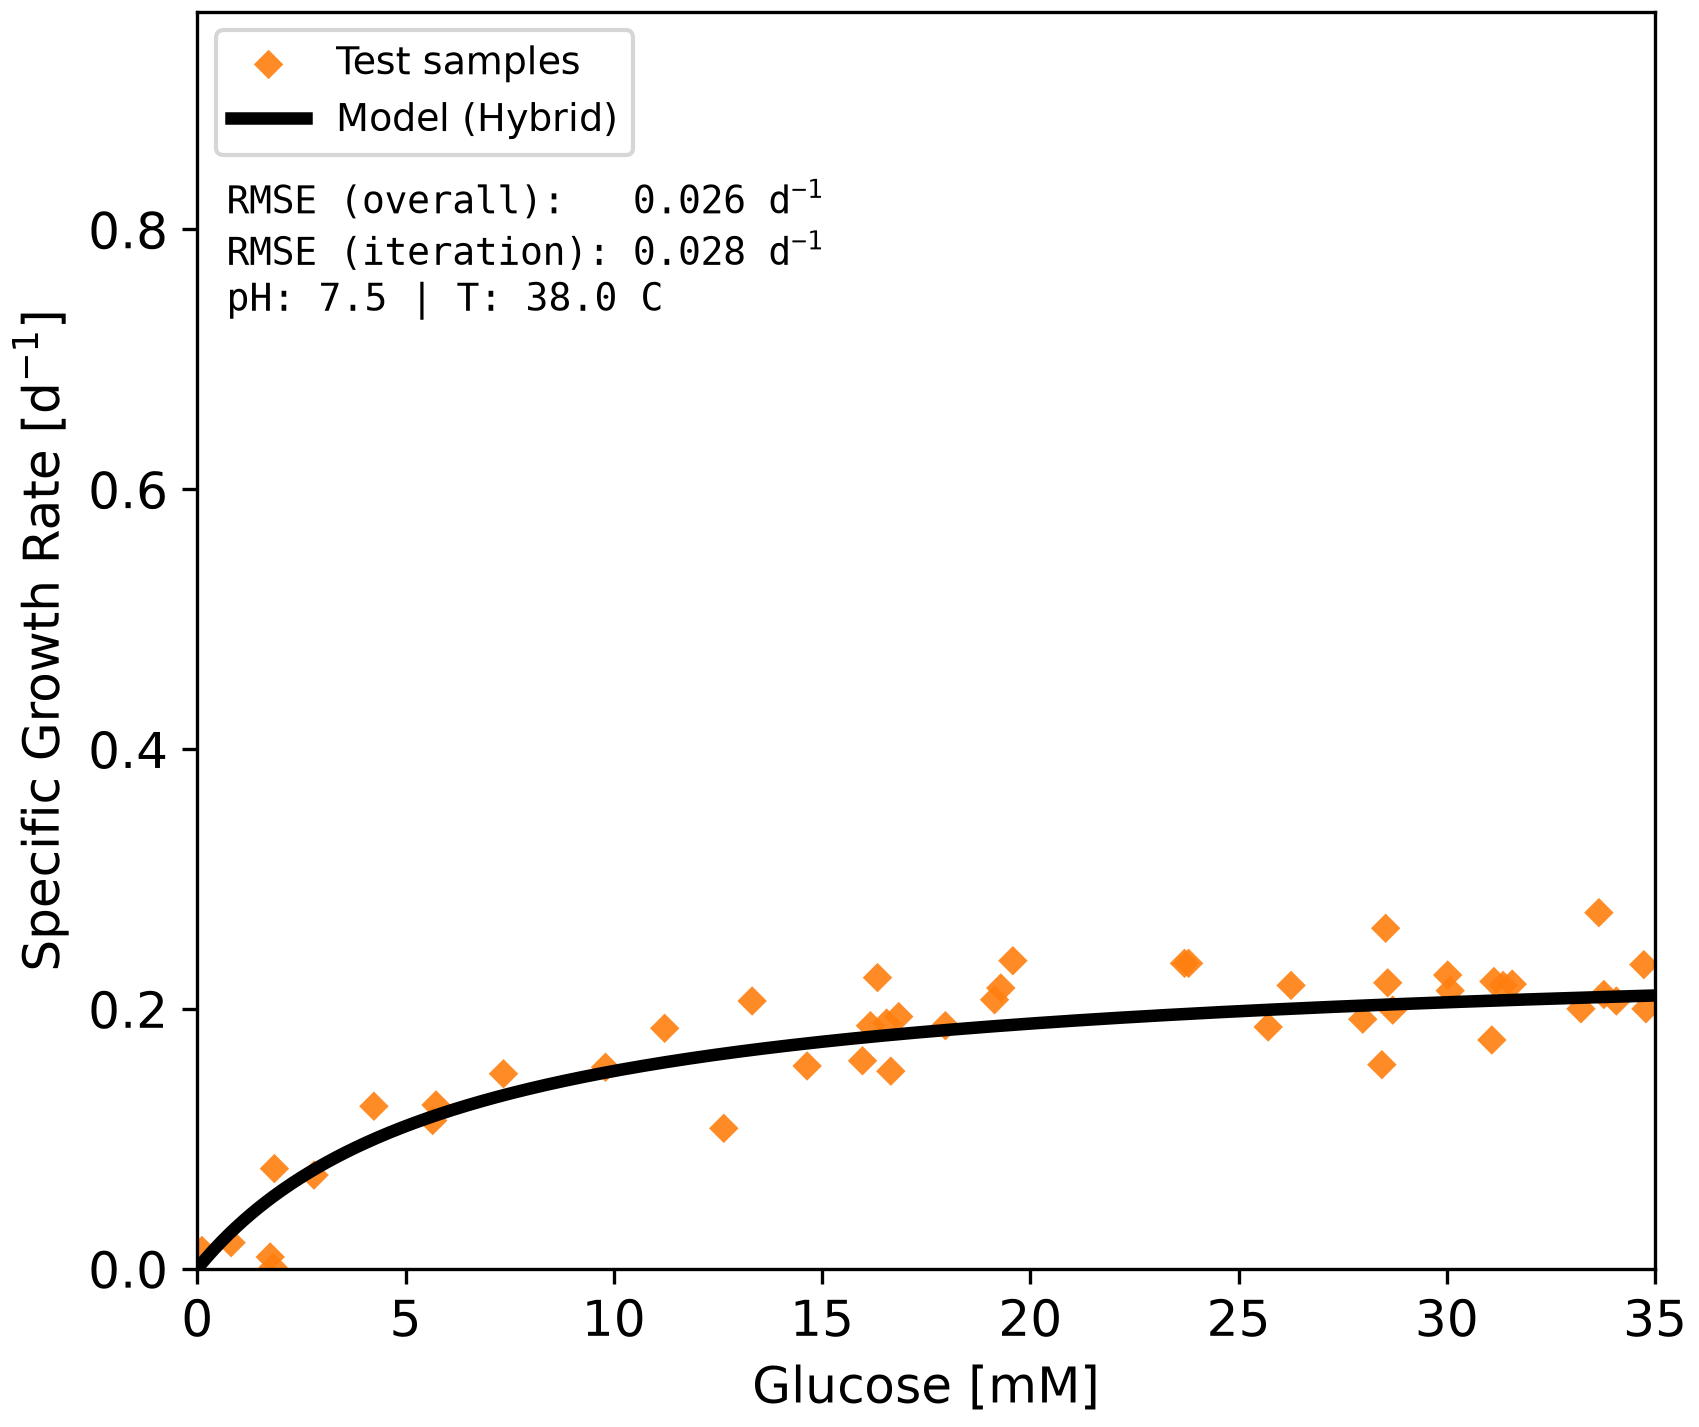 Test samples
Model (Hybrid)
RMSE (overall):   0.026 d⁻¹
RMSE (iteration): 0.028 d⁻¹
pH: 7.5 | T: 38.0 C
Specific Growth Rate [d⁻¹]
0.8
0.6
0.4
0.2
0.0
0 5 10 15 20 25 30 35
Glucose [mM]